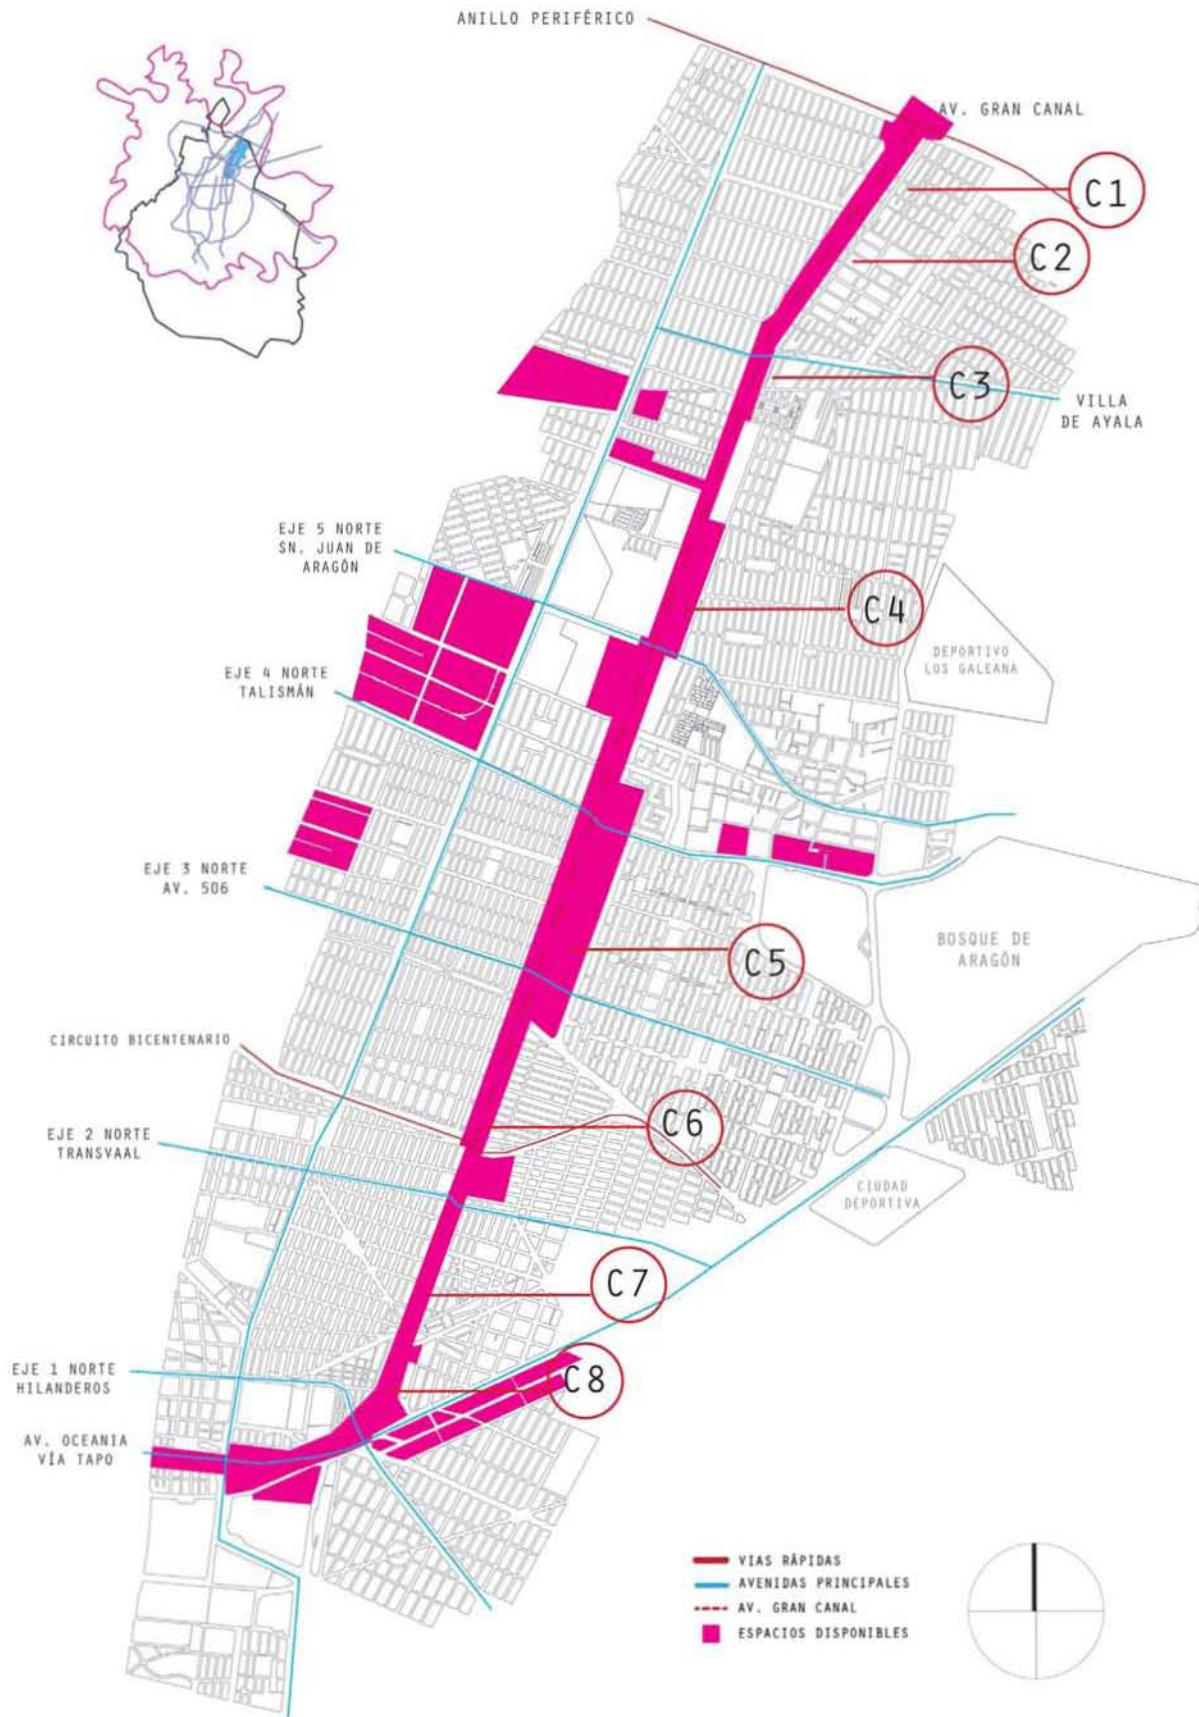 ANILLO PERIFÉRICO
AV. GRAN CANAL
C1
C2
C3
VILLA
DE AYALA
EJE 5 NORTE
SN. JUAN DE
ARAGÓN
C4
DEPORTIVO
LOS GALEANA
EJE 4 NORTE
TALISMÁN
EJE 3 NORTE
AV. 506
C5
BOSQUE DE
ARAGÓN
CIRCUITO BICENTENARIO
C6
EJE 2 NORTE
TRANSVAAL
CIUDAD
DEPORTIVA
C7
EJE 1 NORTE
HILANDEROS
C8
AV. OCEANIA
VÍA TAPO
VIAS RÁPIDAS
AVENIDAS PRINCIPALES
AV. GRAN CANAL
ESPACIOS DISPONIBLES